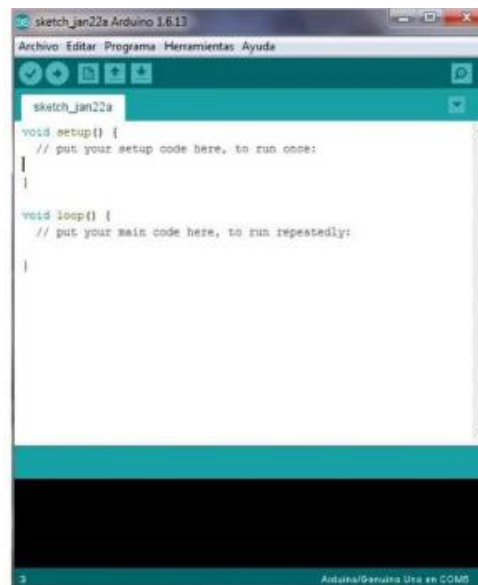 sketch_jan22a Arduino 1.6.13
Archivo Editar Programa Herramientas Ayuda
sketch_jan22a
void setup() {
// put your setup code here, to run once:
}
void loop() {
// put your main code here, to run repeatedly:
}
3
Arduino/Genuino Uno en COM5